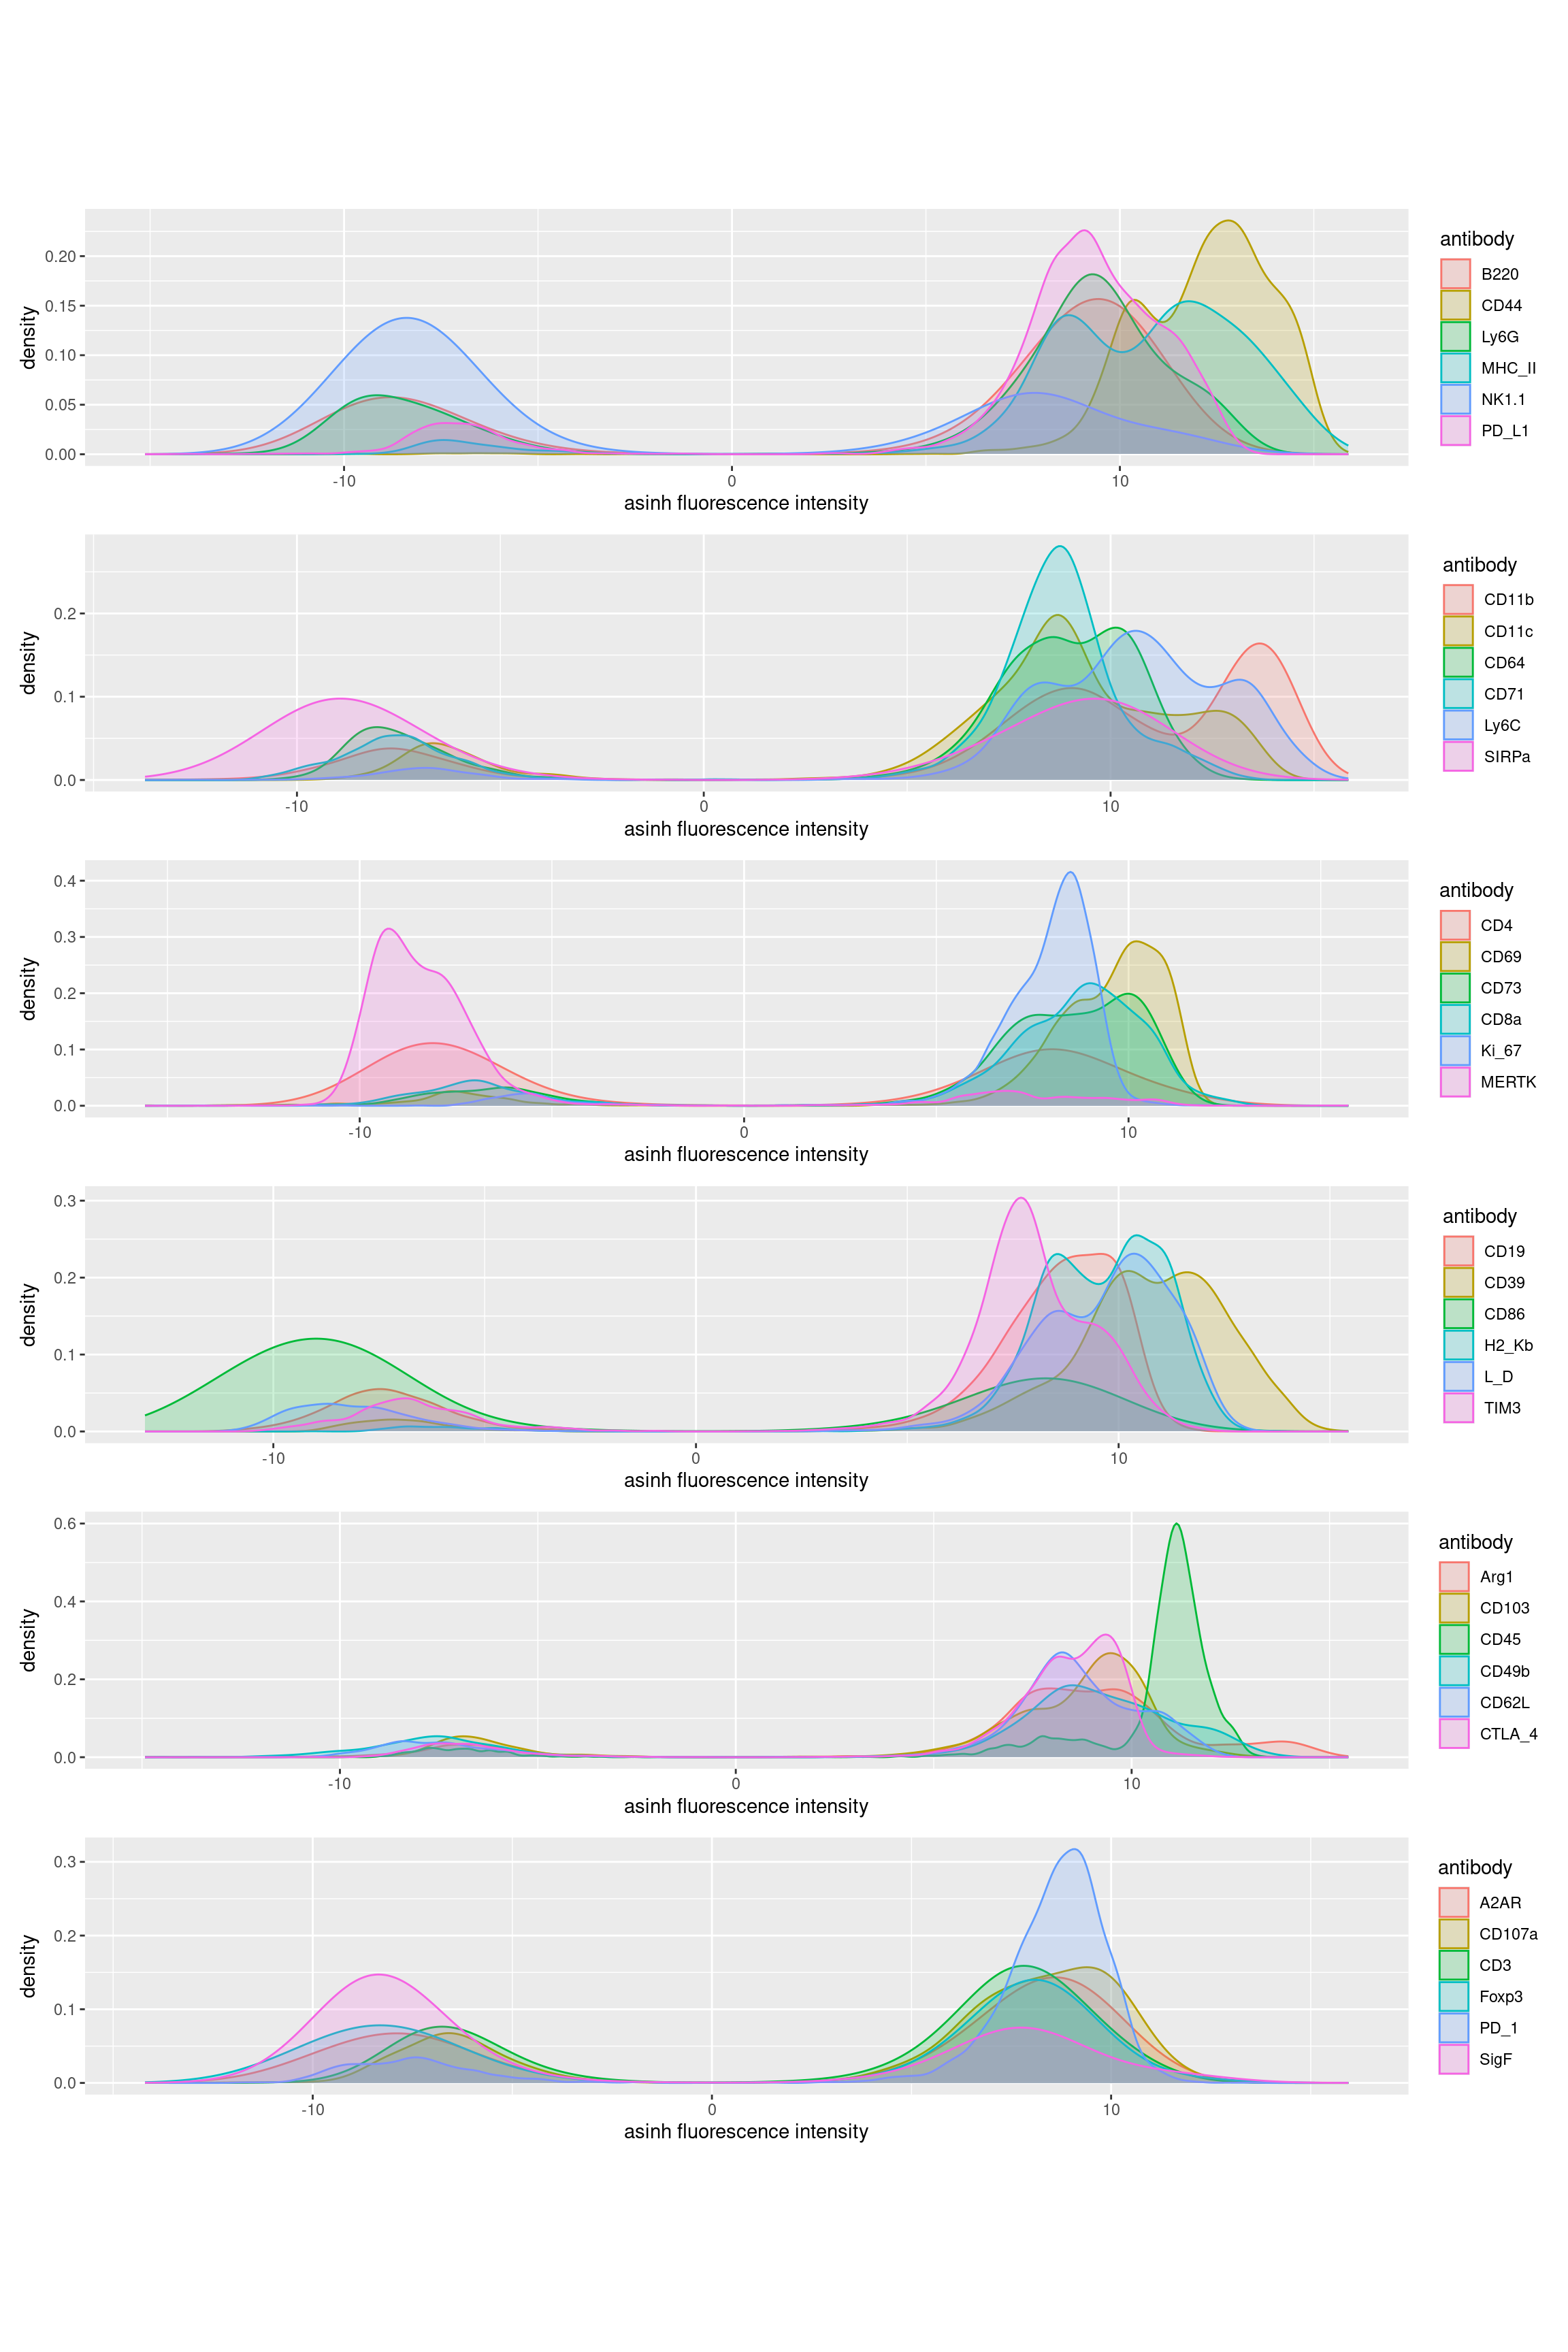 antibody
B220
CD44
Ly6G
MHC_II
NK1.1
PD_L1
density
0.20
0.15
0.10
0.05
0.00
-10 0 10
asinh fluorescence intensity
antibody
CD11b
CD11c
CD64
CD71
Ly6C
SIRPa
density
0.2
0.1
0.0
-10 0 10
asinh fluorescence intensity
antibody
CD4
CD69
CD73
CD8a
Ki_67
MERTK
density
0.4
0.3
0.2
0.1
0.0
-10 0 10
asinh fluorescence intensity
antibody
CD19
CD39
CD86
H2_Kb
L_D
TIM3
density
0.3
0.2
0.1
0.0
-10 0 10
asinh fluorescence intensity
antibody
Arg1
CD103
CD45
CD49b
CD62L
CTLA_4
density
0.6
0.4
0.2
0.0
-10 0 10
asinh fluorescence intensity
antibody
A2AR
CD107a
CD3
Foxp3
PD_1
SigF
density
0.3
0.2
0.1
0.0
-10 0 10
asinh fluorescence intensity